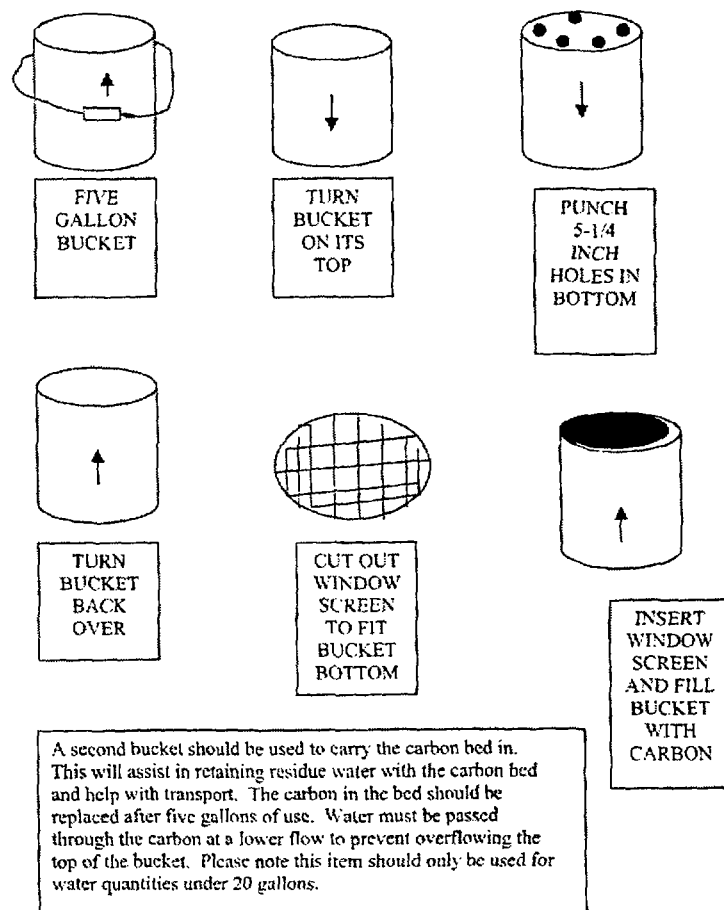 FIVE
GALLON
BUCKET
TURN
BUCKET
ON ITS
TOP
PUNCH
5-1/4
INCH
HOLES IN
BOTTOM
TURN
BUCKET
BACK
OVER
CUT OUT
WINDOW
SCREEN
TO FIT
BUCKET
BOTTOM
INSERT
WINDOW
SCREEN
AND FILL
BUCKET
WITH
CARBON
A second bucket should be used to carry the carbon bed in.
This will assist in retaining residue water with the carbon bed
and help with transport. The carbon in the bed should be
replaced after five gallons of use. Water must be passed
through the carbon at a lower flow to prevent overflowing the
top of the bucket. Please note this item should only be used for
water quantities under 20 gallons.